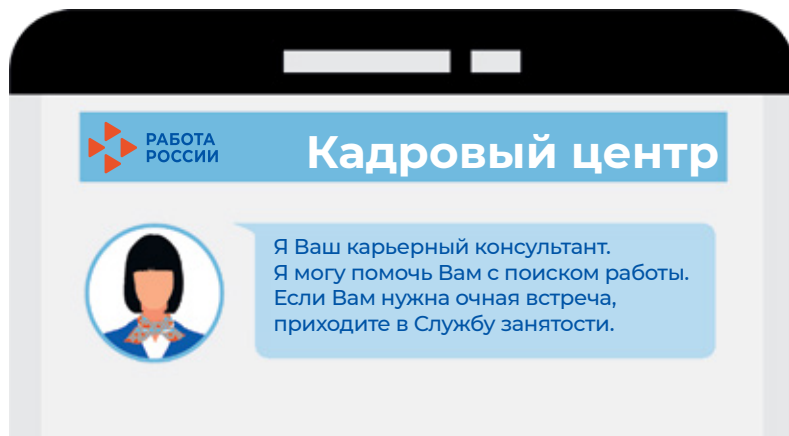 РАБОТА
РОССИИ
Кадровый центр
Я Ваш карьерный консультант.
Я могу помочь Вам с поиском работы.
Если Вам нужна очная встреча,
приходите в Службу занятости.